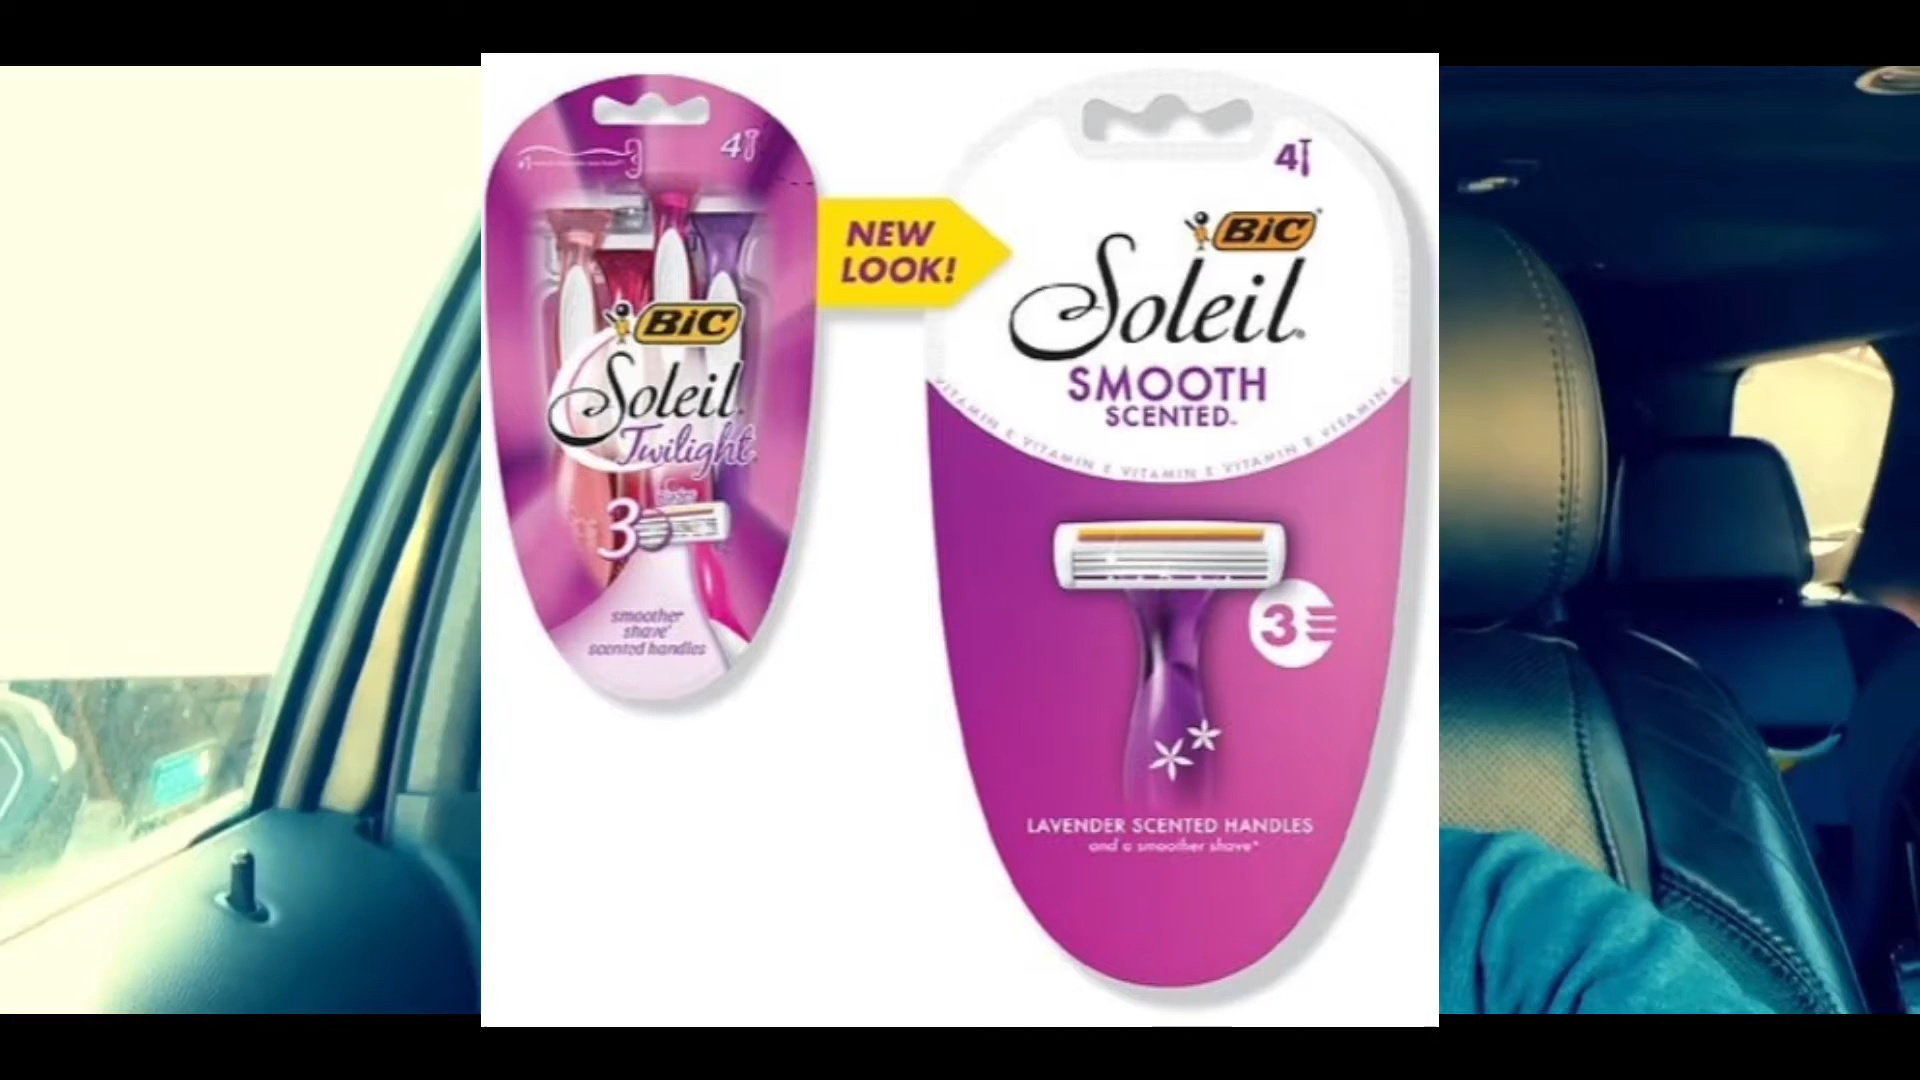 4
BiC
Soleil
Twilight
3
smoother
shave*
scented handles
NEW
LOOK!
4
BiC
Soleil
SMOOTH
SCENTED™
VITAMIN E VITAMIN E VITAMIN E VITAMIN E VITAMIN E
3
LAVENDER SCENTED HANDLES
and a smoother shave*